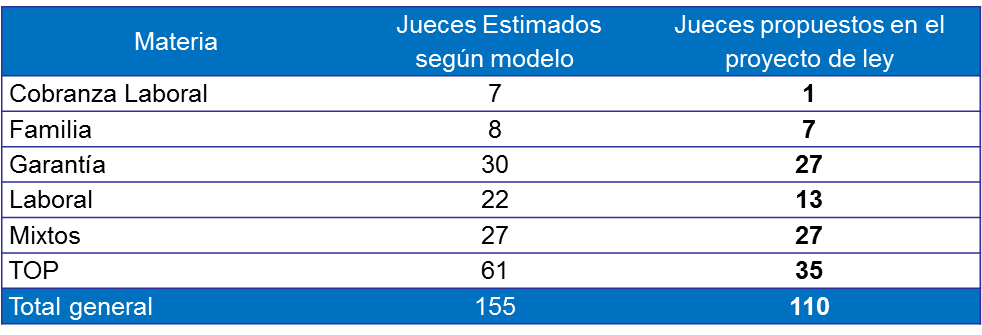 Materia Jueces Estimados según modelo Jueces propuestos en el proyecto de ley
Cobranza Laboral 7 1
Familia 8 7
Garantía 30 27
Laboral 22 13
Mixtos 27 27
TOP 61 35
Total general 155 110